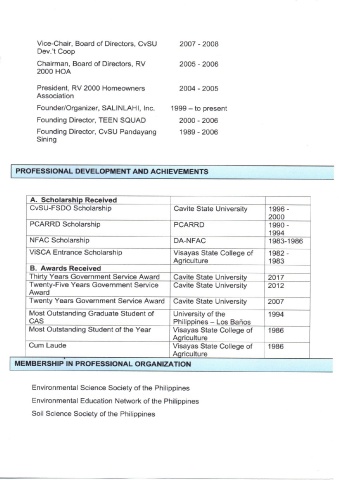 Vice-Chair, Board of Directors, CvSU 2007 - 2008
Dev.'t Coop
Chairman, Board of Directors, RV 2005 - 2006
2000 HOA
President, RV 2000 Homeowners 2004 - 2005
Association
Founder/Organizer, SALINLAHI, Inc. 1999 – to present
Founding Director, TEEN SQUAD 2000 - 2006
Founding Director, CvSU Pandayang 1989 - 2006
Sining
PROFESSIONAL DEVELOPMENT AND ACHIEVEMENTS
A. Scholarship Received
CvSU-FSDO Scholarship Cavite State University 1996 -
2000
PCARRD Scholarship PCARRD 1990 -
1994
NFAC Scholarship DA-NFAC 1983-1986
ViSCA Entrance Scholarship Visayas State College of 1982 -
Agriculture 1983
B. Awards Received
Thirty Years Government Service Award Cavite State University 2017
Twenty-Five Years Government Service Cavite State University 2012
Award
Twenty Years Government Service Award Cavite State University 2007
Most Outstanding Graduate Student of University of the 1994
CAS Philippines – Los Baños
Most Outstanding Student of the Year Visayas State College of 1986
Agriculture
Cum Laude Visayas State College of 1986
Agriculture
MEMBERSHIP IN PROFESSIONAL ORGANIZATION
Environmental Science Society of the Philippines
Environmental Education Network of the Philippines
Soil Science Society of the Philippines